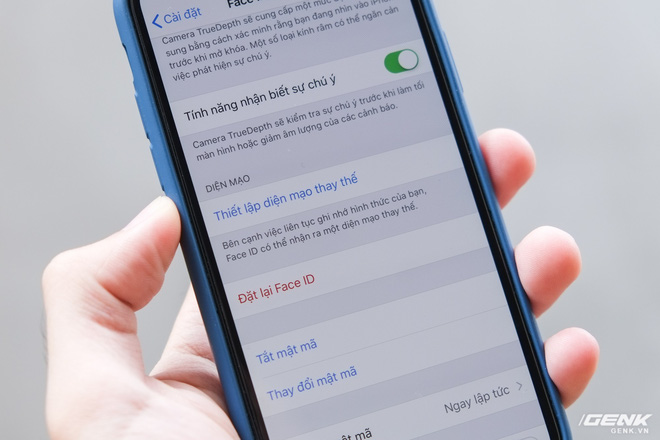 Cài đặt
Face
Camera TrueDepth sẽ cung cấp một mức
sung bằng cách xác minh rằng bạn đang nhìn vào iPhone
trước khi mở khóa. Một số loại kính râm có thể ngăn cản
việc phát hiện sự chú ý.
Tính năng nhận biết sự chú ý
Camera TrueDepth sẽ kiểm tra sự chú ý trước khi làm tối
màn hình hoặc giảm âm lượng của các cảnh báo.
DIỆN MẠO
Thiết lập diện mạo thay thế
Bên cạnh việc liên tục ghi nhớ hình thức của bạn,
Face ID có thể nhận ra một diện mạo thay thế.
Đặt lại Face ID
Tắt mật mã
Thay đổi mật mã
mật mã
Ngay lập tức
GENK
GENK.VN